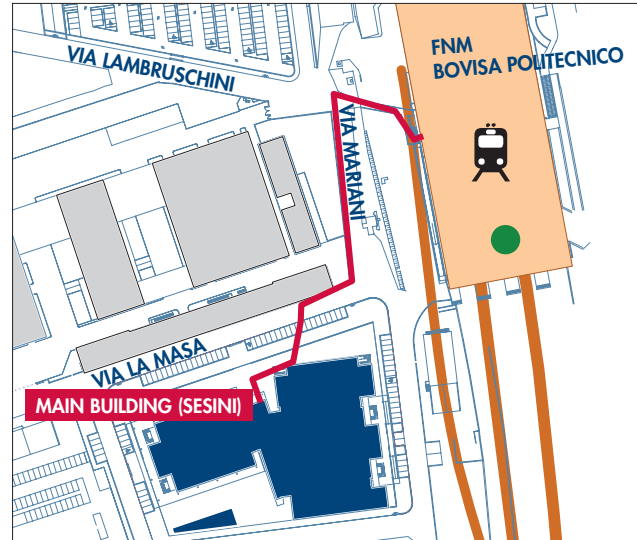 FNM
BOVISA POLITECNICO
VIA LAMBRUSCHINI
VIA MARIANI
VIA LA MASA
MAIN BUILDING (SESINI)